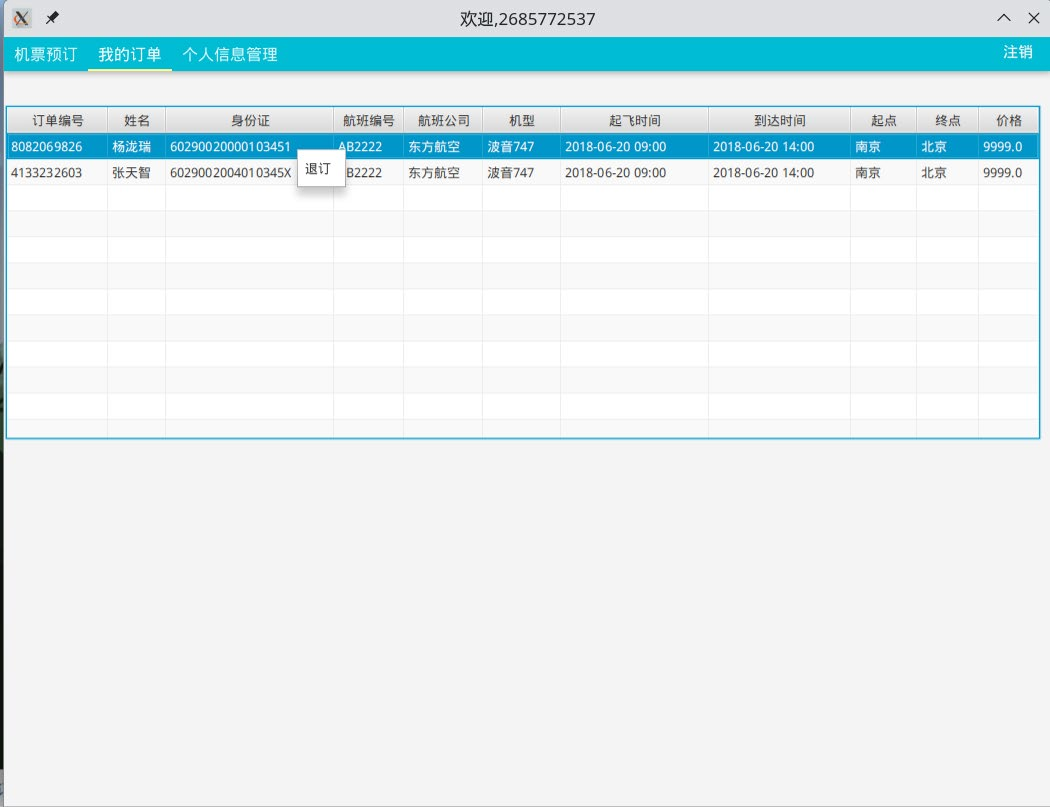 欢迎,2685772537
机票预订 我的订单 个人信息管理 注销
订单编号 姓名 身份证 航班编号 航班公司 机型 起飞时间 到达时间 起点 终点 价格
8082069826 杨泷瑞 60290020000103451 AB2222 东方航空 波音747 2018-06-20 09:00 2018-06-20 14:00 南京 北京 9999.0
退订
4133232603 张天智 6029002004010345X B2222 东方航空 波音747 2018-06-20 09:00 2018-06-20 14:00 南京 北京 9999.0